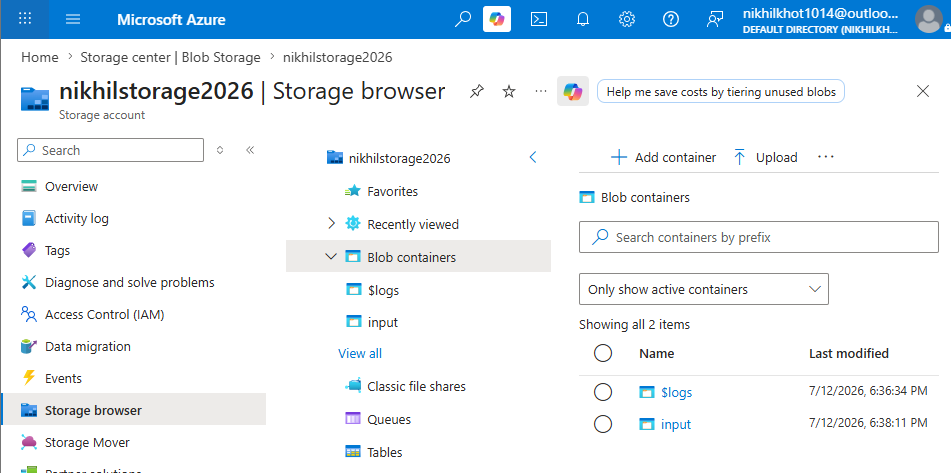 Microsoft Azure
nikhilkhot1014@outloo...
DEFAULT DIRECTORY (NIKHILKH...
Home > Storage center | Blob Storage > nikhilstorage2026
nikhilstorage2026 | Storage browser
Help me save costs by tiering unused blobs
Storage account
Search
Overview
Activity log
Tags
Diagnose and solve problems
Access Control (IAM)
Data migration
Events
Storage browser
Storage Mover
Partner solutions
nikhilstorage2026
Favorites
Recently viewed
Blob containers
$logs
input
View all
Classic file shares
Queues
Tables
Add container
Upload
Blob containers
Search containers by prefix
Only show active containers
Showing all 2 items
Name Last modified
$logs 7/12/2026, 6:36:34 PM
input 7/12/2026, 6:38:11 PM